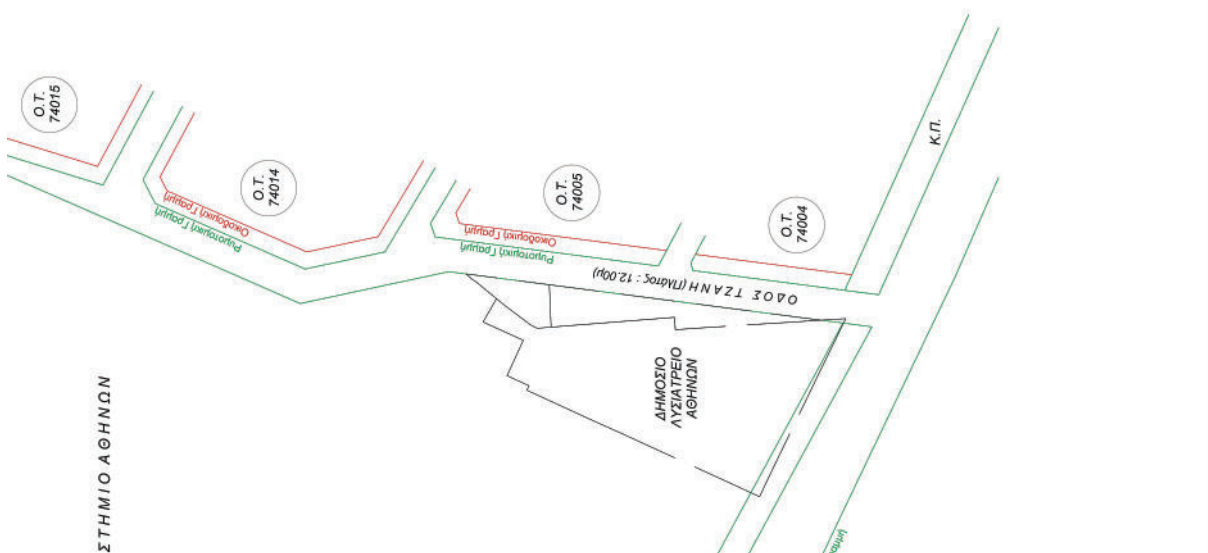 Ο.Τ.
74015
Ο.Τ.
74014
Ο.Τ.
74005
Ο.Τ.
74004
Κ.Π.
Οικοδομική Γραμμή
Ρυμοτομική Γραμμή
Οικοδομική Γραμμή
Ρυμοτομική Γραμμή
ΟΔΟΣ ΤΖΑΝΗ (Πλάτος : 12.00μ)
ΔΗΜΟΣΙΟ
ΛΥΣΙΑΤΡΕΙΟ
ΑΘΗΝΩΝ
ΣΤΗΜΙΟ ΑΘΗΝΩΝ